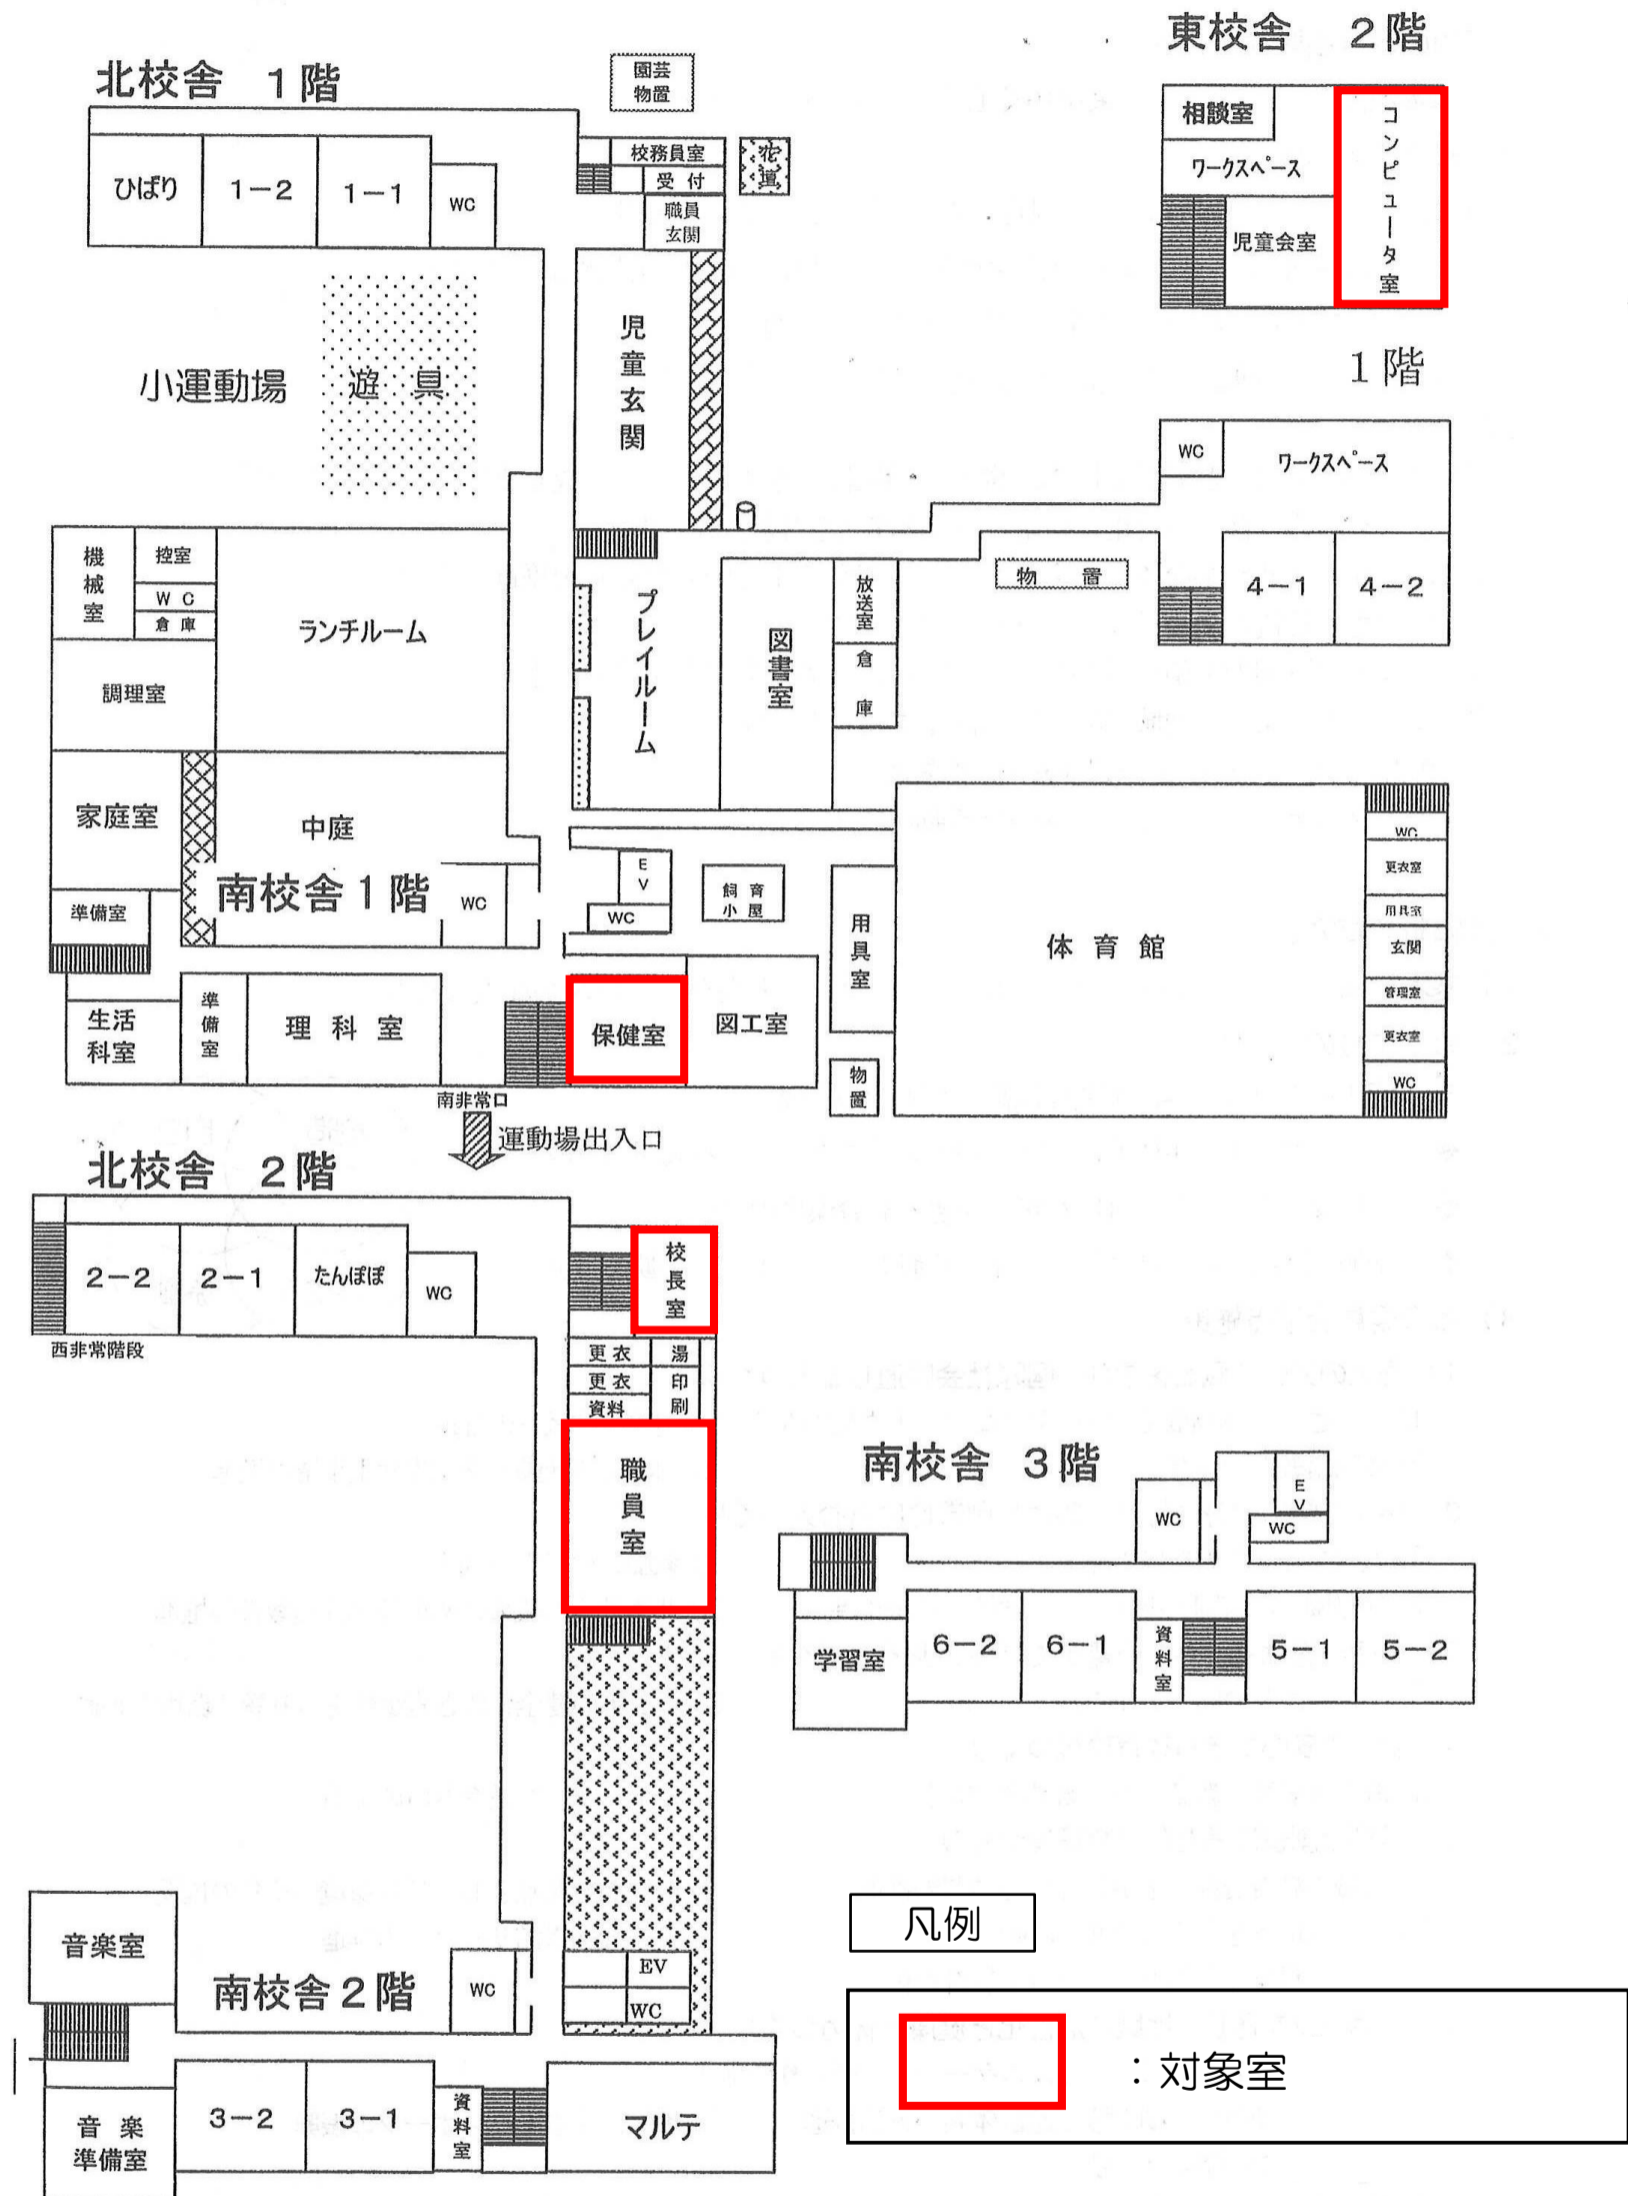 東校舎　２階
北校舎　１階
園芸
物置
相談室
コンピュータ室
ワークスペース
児童会室
校務員室
花壇
受付
職員
玄関
ひばり
１－２
１－１
WC
児童玄関
小運動場
遊具
１階
WC
ワークスペース
４－１
４－２
物置
機械室
控室
ＷＣ
倉庫
ランチルーム
調理室
プレイルーム
図書室
放送室
倉庫
家庭室
中庭
南校舎１階
WC
EV
WC
飼育
小屋
用具室
体育館
WC
更衣室
用具室
玄関
管理室
更衣室
WC
準備室
生活
科室
準備室
理科室
保健室
図工室
物置
南非常口
運動場出入口
北校舎　２階
２－２
２－１
たんぽぽ
WC
校長室
西非常階段
更衣
湯
更衣
印刷
資料
職員室
南校舎　３階
WC
EV
WC
学習室
６－２
６－１
資料室
５－１
５－２
音楽室
南校舎２階
WC
EV
WC
音楽
準備室
３－２
３－１
資料室
マルテ
凡例
：対象室